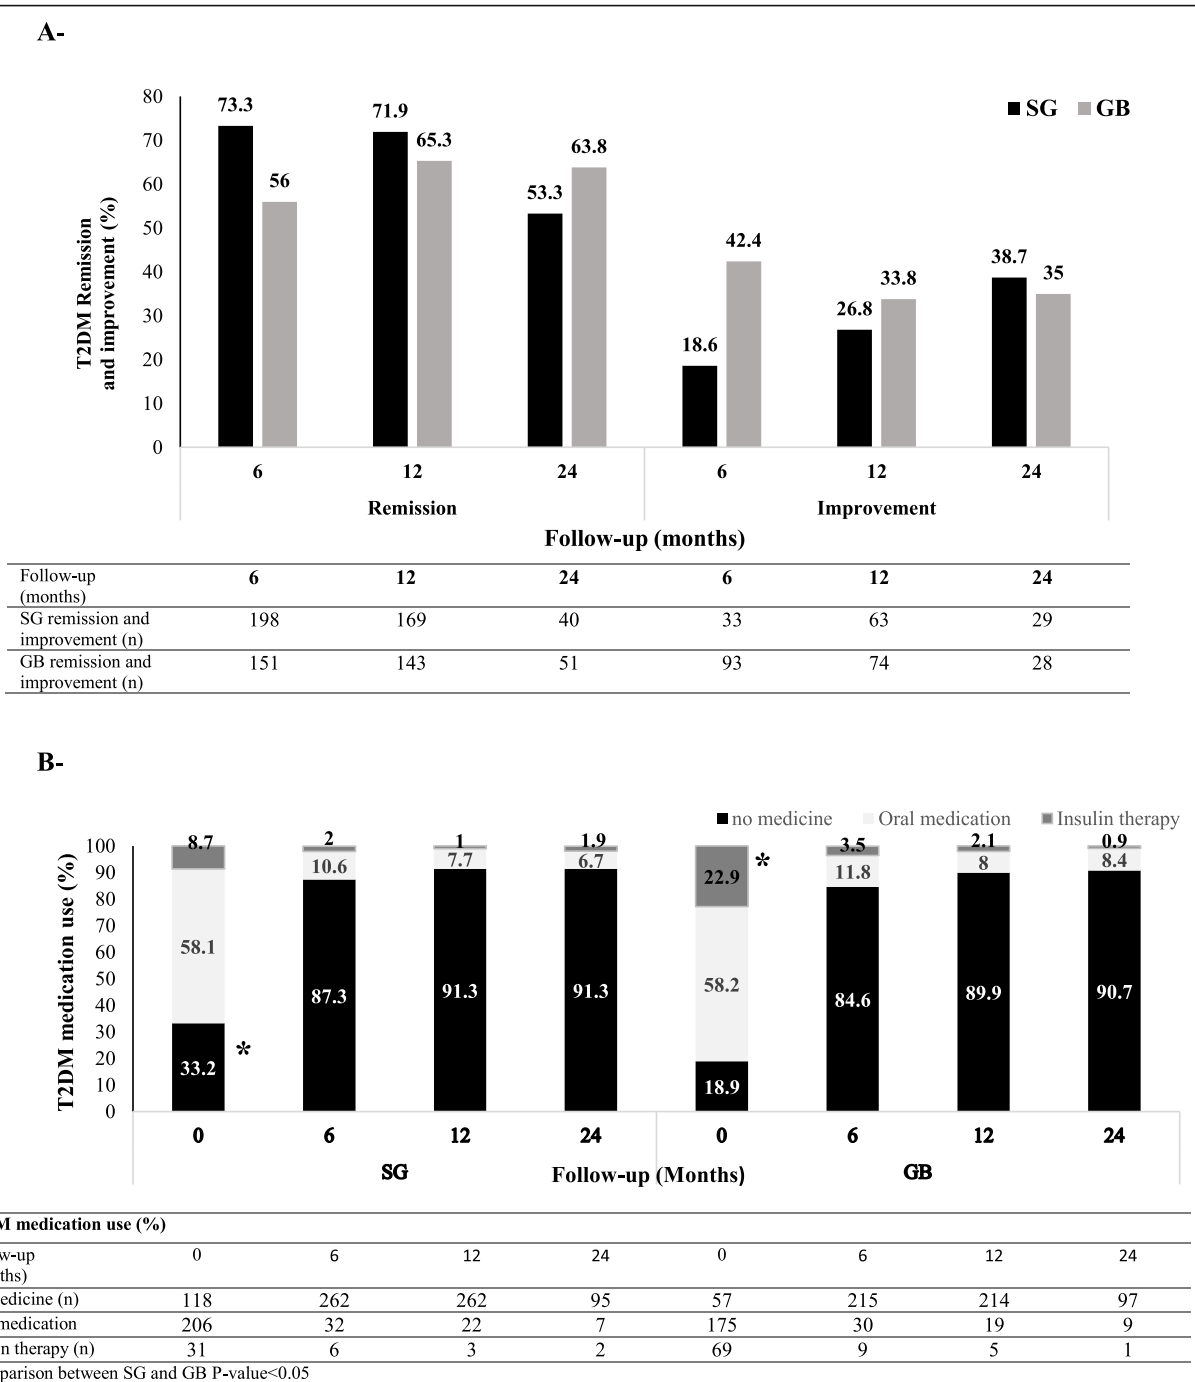 A-
SG GB
80
70
60
50
40
30
20
10
0
T2DM Remission
and improvement (%)
73.3 71.9 53.3 18.6 26.8 38.7
56 65.3 63.8 42.4 33.8 35
6 12 24 6 12 24
Remission Improvement
Follow-up (months)
Follow-up 6 12 24 6 12 24
(months)
SG remission and 198 169 40 33 63 29
improvement (n)
GB remission and 151 143 51 93 74 28
improvement (n)
B-
no medicine Oral medication Insulin therapy
100
90
80
70
60
50
40
30
20
10
0
T2DM medication use (%)
8.7 2 1 1.9 22.9 * 3.5 2.1 0.9
58.1 10.6 7.7 6.7 58.2 11.8 8 8.4
33.2 * 87.3 91.3 91.3 18.9 84.6 89.9 90.7
0 6 12 24 0 6 12 24
SG Follow-up (Months) GB
M medication use (%)
w-up 0 6 12 24 0 6 12 24
ths)
edicine (n) 118 262 262 95 57 215 214 97
medication 206 32 22 7 175 30 19 9
n therapy (n) 31 6 3 2 69 9 5 1
parison between SG and GB P-value<0.05